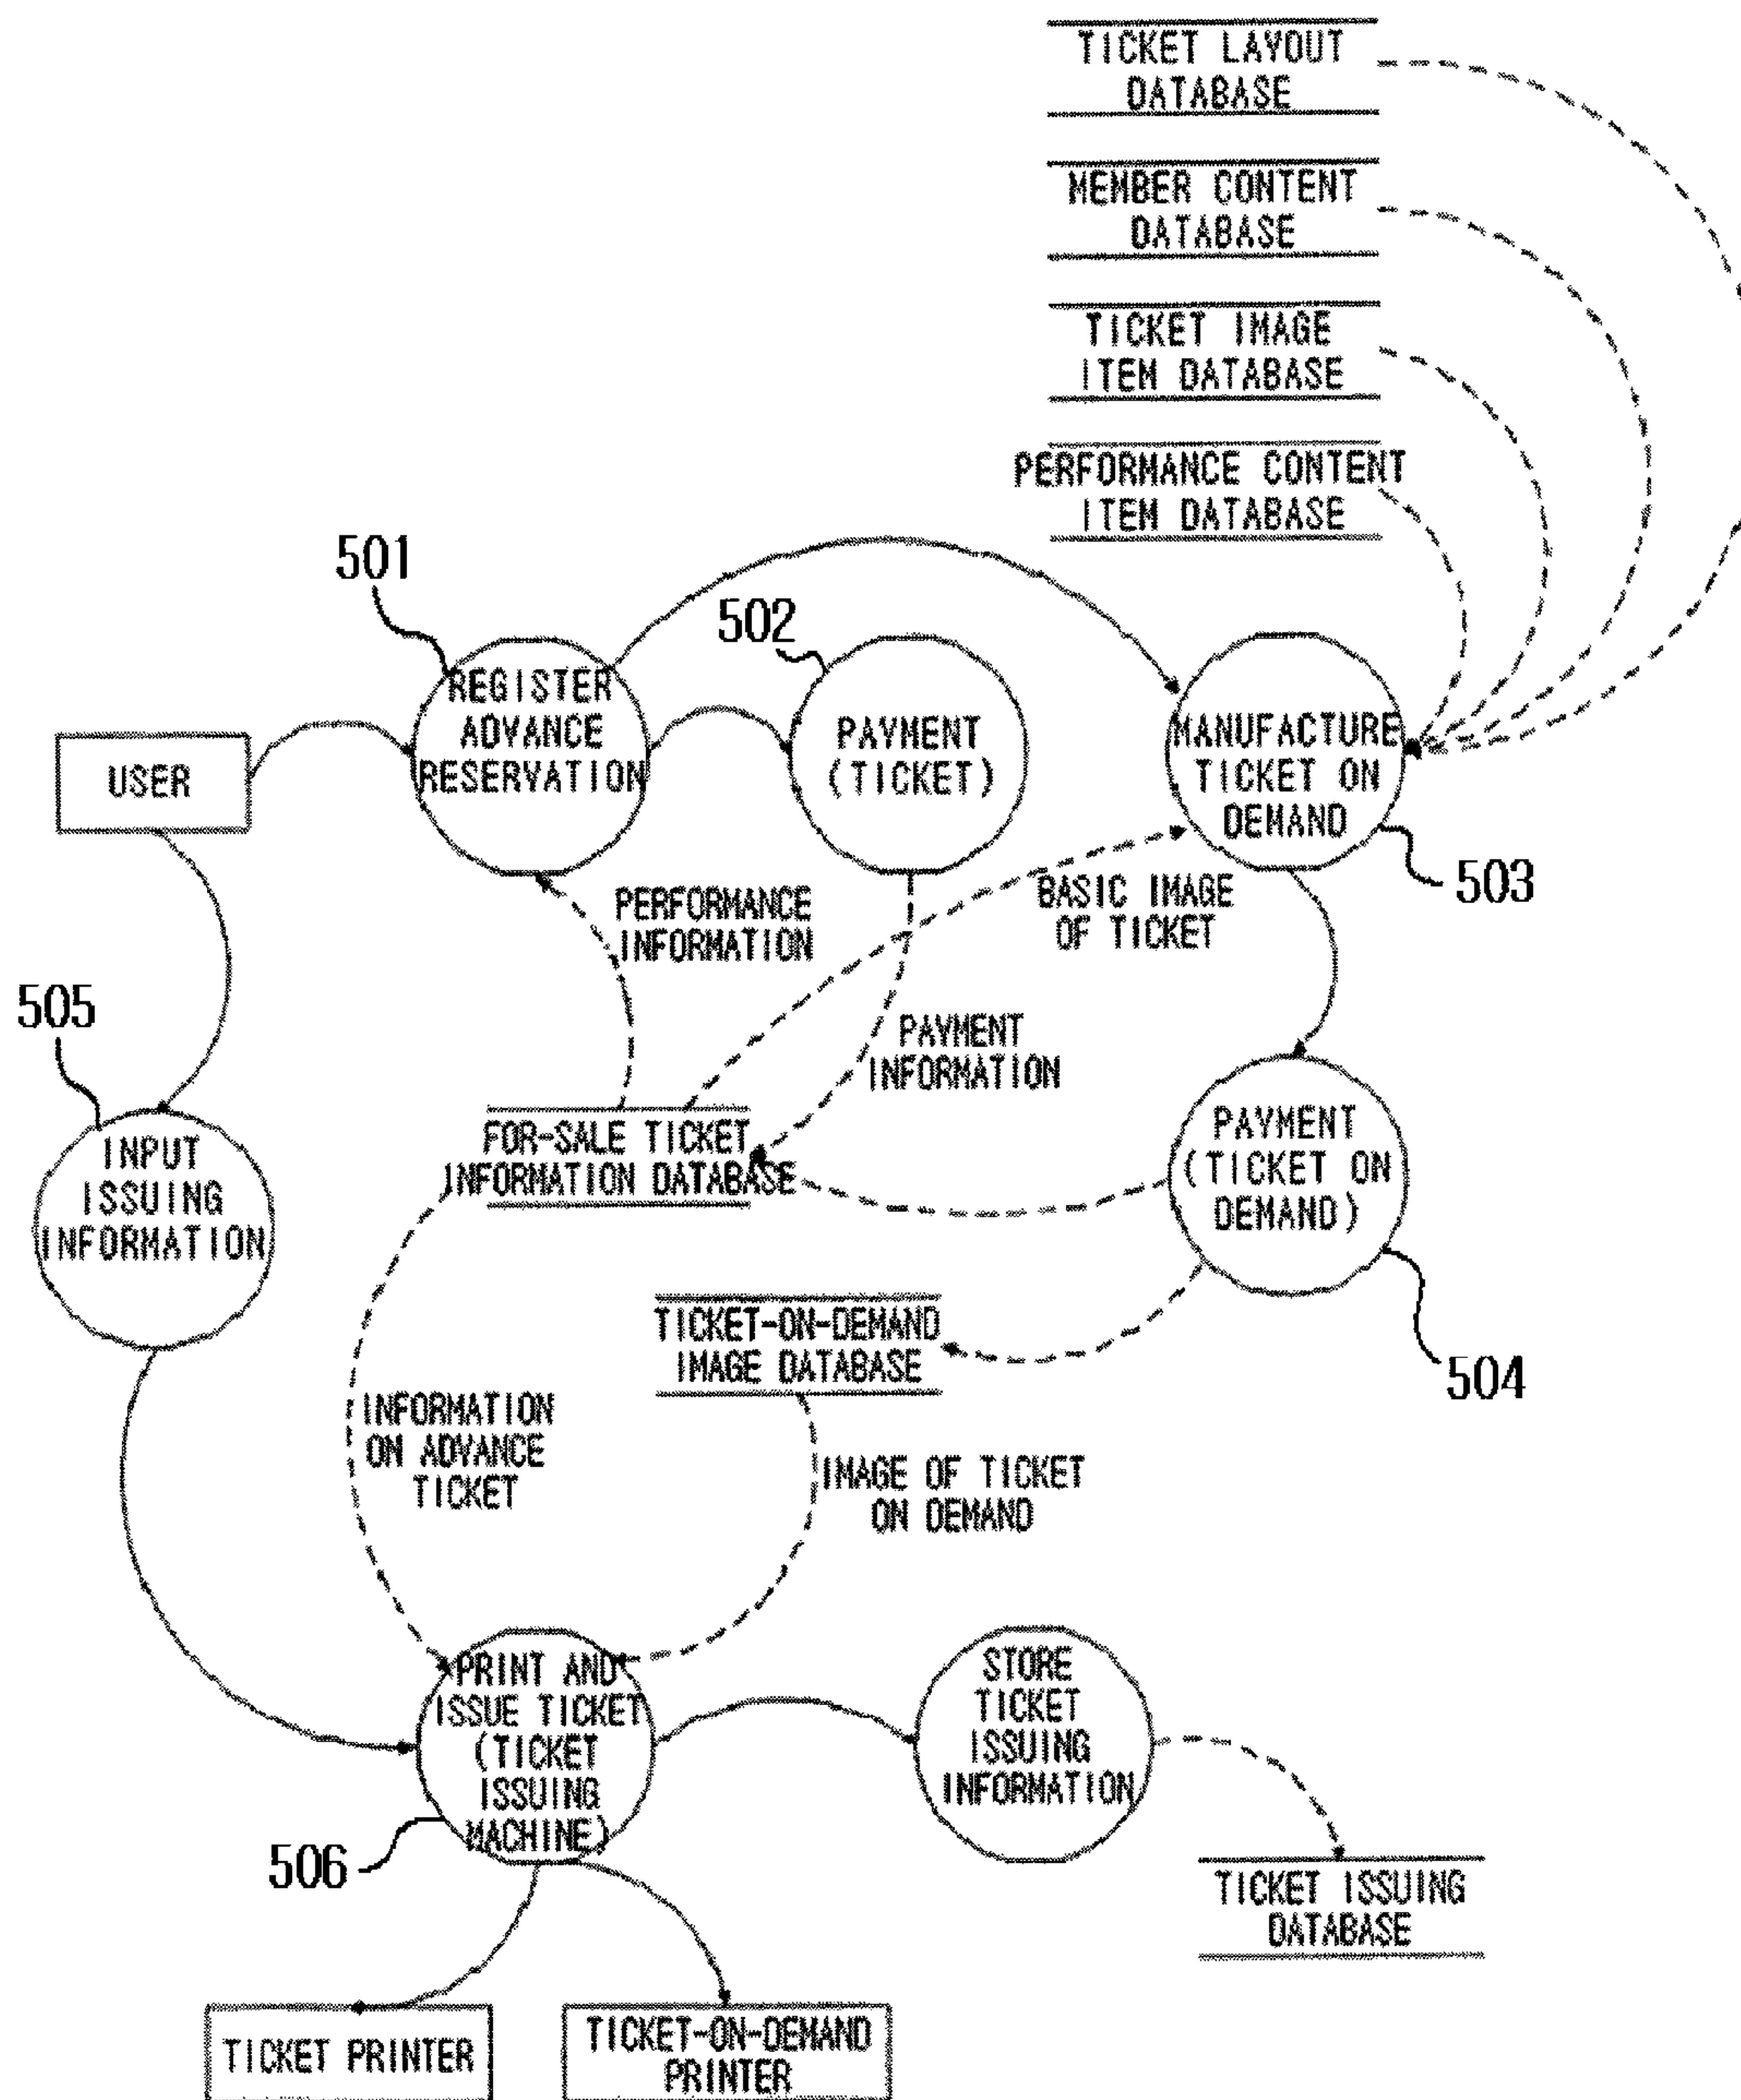 TICKET LAYOUT
DATABASE
MEMBER CONTENT
DATABASE
TICKET IMAGE
ITEM DATABASE
PERFORMANCE CONTENT
ITEM DATABASE
501
502
REGISTER
ADVANCE
RESERVATION
PAYMENT
(TICKET)
MANUFACTURE
TICKET ON
DEMAND
USER
503
PERFORMANCE
INFORMATION
BASIC IMAGE
OF TICKET
505
PAYMENT
INFORMATION
INPUT
ISSUING
INFORMATION
FOR-SALE TICKET
INFORMATION DATABASE
PAYMENT
(TICKET ON
DEMAND)
TICKET-ON-DEMAND
IMAGE DATABASE
504
INFORMATION
ON ADVANCE
TICKET
IMAGE OF TICKET
ON DEMAND
PRINT AND
ISSUE TICKET
(TICKET
ISSUING
MACHINE)
STORE
TICKET
ISSUING
INFORMATION
506
TICKET ISSUING
DATABASE
TICKET PRINTER
TICKET-ON-DEMAND
PRINTER